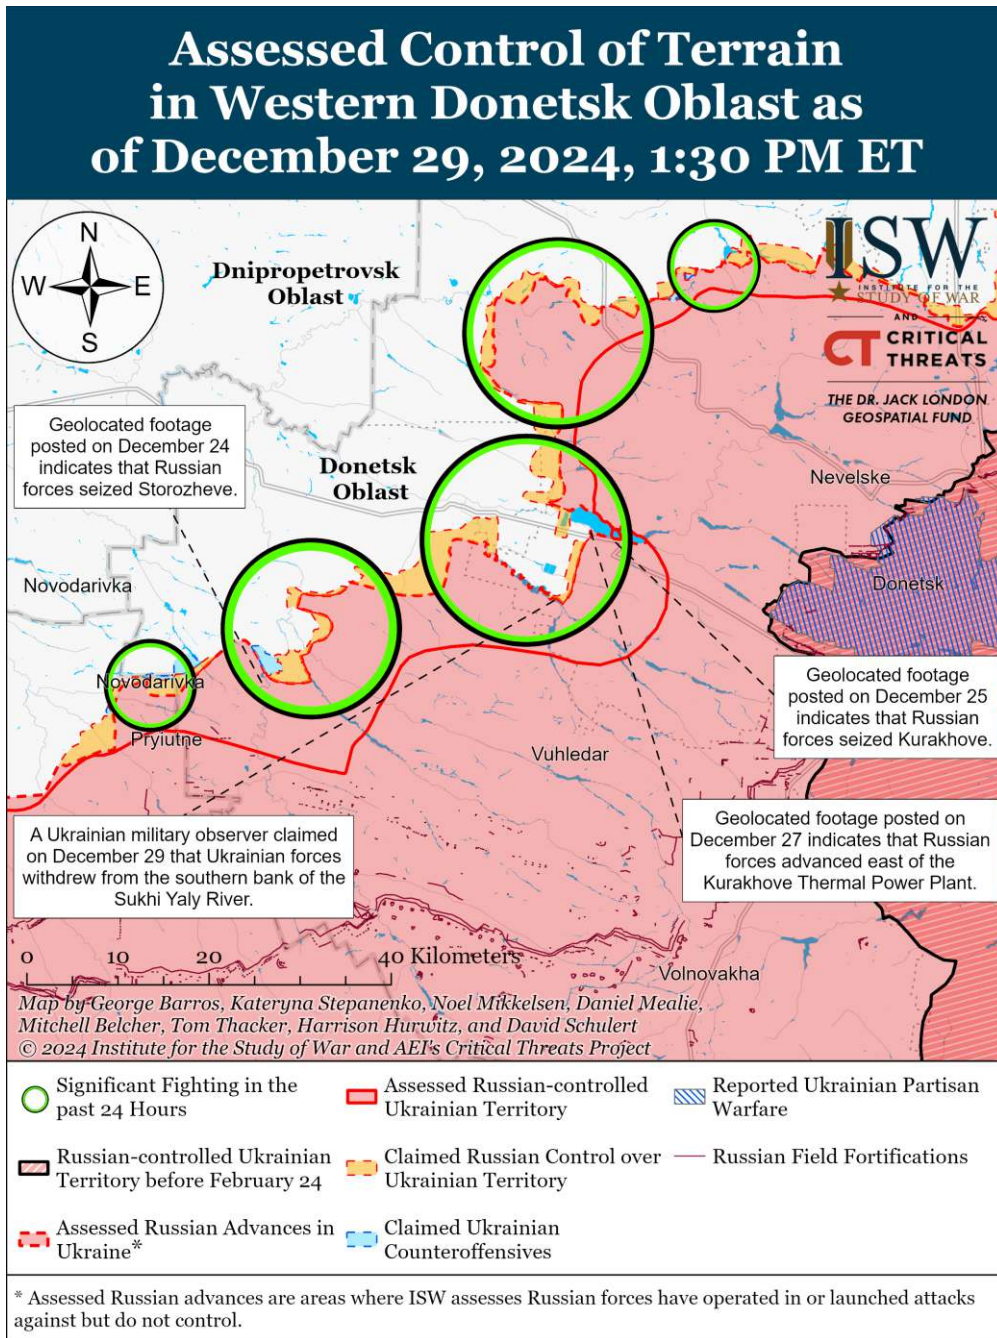 Assessed Control of Terrain
in Western Donetsk Oblast as
of December 29, 2024, 1:30 PM ET
N
W
E
S
Dnipropetrovsk
Oblast
ISW
INSTITUTE FOR THE
STUDY OF WAR
AND
CT CRITICAL
THREATS
THE DR. JACK LONDON
GEOSPATIAL FUND
Geolocated footage
posted on December 24
indicates that Russian
forces seized Storozheve.
Donetsk
Oblast
Nevelske
Novodarivka
Donetsk
Novodarivka
Pryiutne
Vuhledar
Geolocated footage
posted on December 25
indicates that Russian
forces seized Kurakhove.
A Ukrainian military observer claimed
on December 29 that Ukrainian forces
withdrew from the southern bank of the
Sukhi Yaly River.
Geolocated footage posted on
December 27 indicates that Russian
forces advanced east of the
Kurakhove Thermal Power Plant.
0 10 20 40 Kilometers
Volnovakha
Map by George Barros, Kateryna Stepanenko, Noel Mikkelsen, Daniel Mealie,
Mitchell Belcher, Tom Thacker, Harrison Hurwitz, and David Schulert
© 2024 Institute for the Study of War and AEI's Critical Threats Project
Significant Fighting in the
past 24 Hours
Russian-controlled Ukrainian
Territory before February 24
Assessed Russian Advances in
Ukraine*
Assessed Russian-controlled
Ukrainian Territory
Claimed Russian Control over
Ukrainian Territory
Claimed Ukrainian
Counteroffensives
Reported Ukrainian Partisan
Warfare
Russian Field Fortifications
* Assessed Russian advances are areas where ISW assesses Russian forces have operated in or launched attacks
against but do not control.